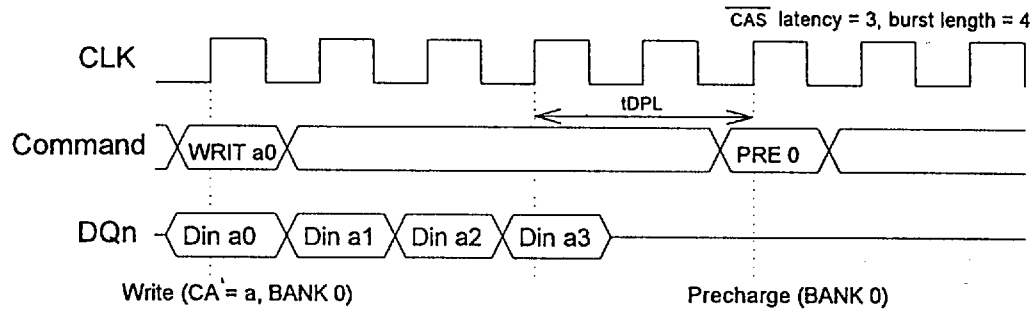 CAS latency = 3, burst length = 4
CLK
tDPL
Command WRIT a0 PRE 0
DQn Din a0 Din a1 Din a2 Din a3
Write (CA = a, BANK 0) Precharge (BANK 0)